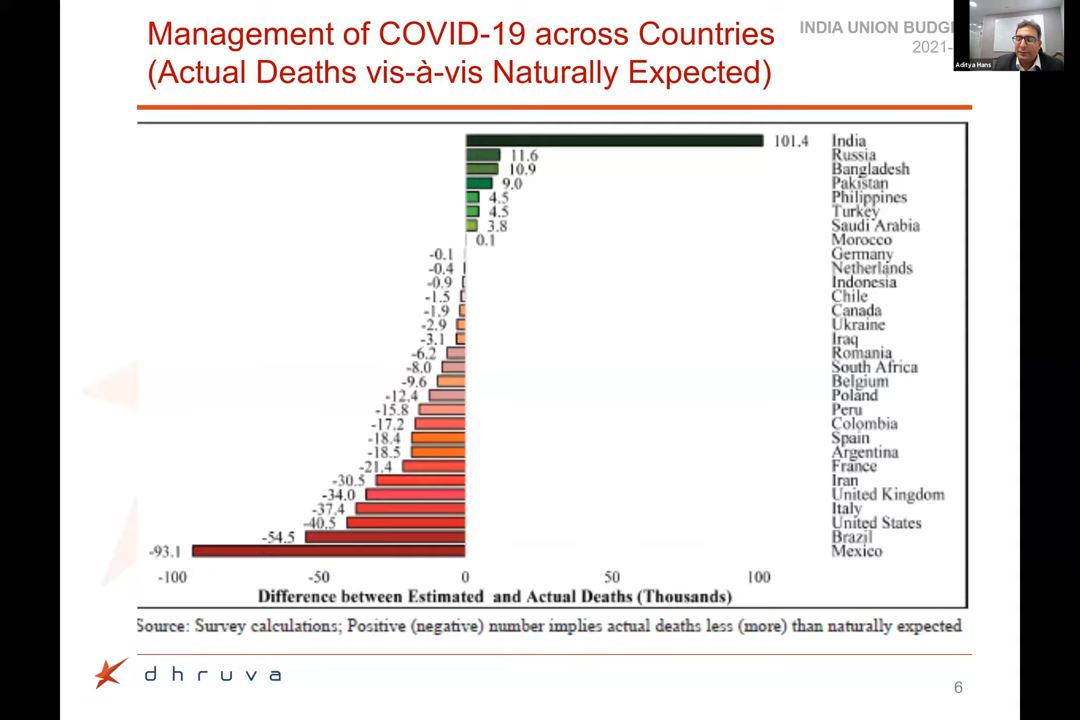 Management of COVID-19 across Countries
(Actual Deaths vis-à-vis Naturally Expected)
INDIA UNION
2021-
Aditya Hans
101.4 India
11.6 Russia
10.9 Bangladesh
9.0 Pakistan
4.5 Philippines
4.5 Turkey
3.8 Saudi Arabia
0.1 Morocco
-0.1 Germany
-0.4 Netherlands
-0.9 Indonesia
-1.5 Chile
-1.9 Canada
-2.9 Ukraine
-3.1 Iraq
-6.2 Romania
-8.0 South Africa
-9.6 Belgium
-12.4 Poland
-15.8 Peru
-17.2 Colombia
-18.4 Spain
-18.5 Argentina
-21.4 France
-30.5 Iran
-34.0 United Kingdom
-37.4 Italy
-40.5 United States
-54.5 Brazil
-93.1 Mexico
-100 -50 0 50 100
Difference between Estimated and Actual Deaths (Thousands)
Source: Survey calculations; Positive (negative) number implies actual deaths less (more) than naturally expected
dhruva
6